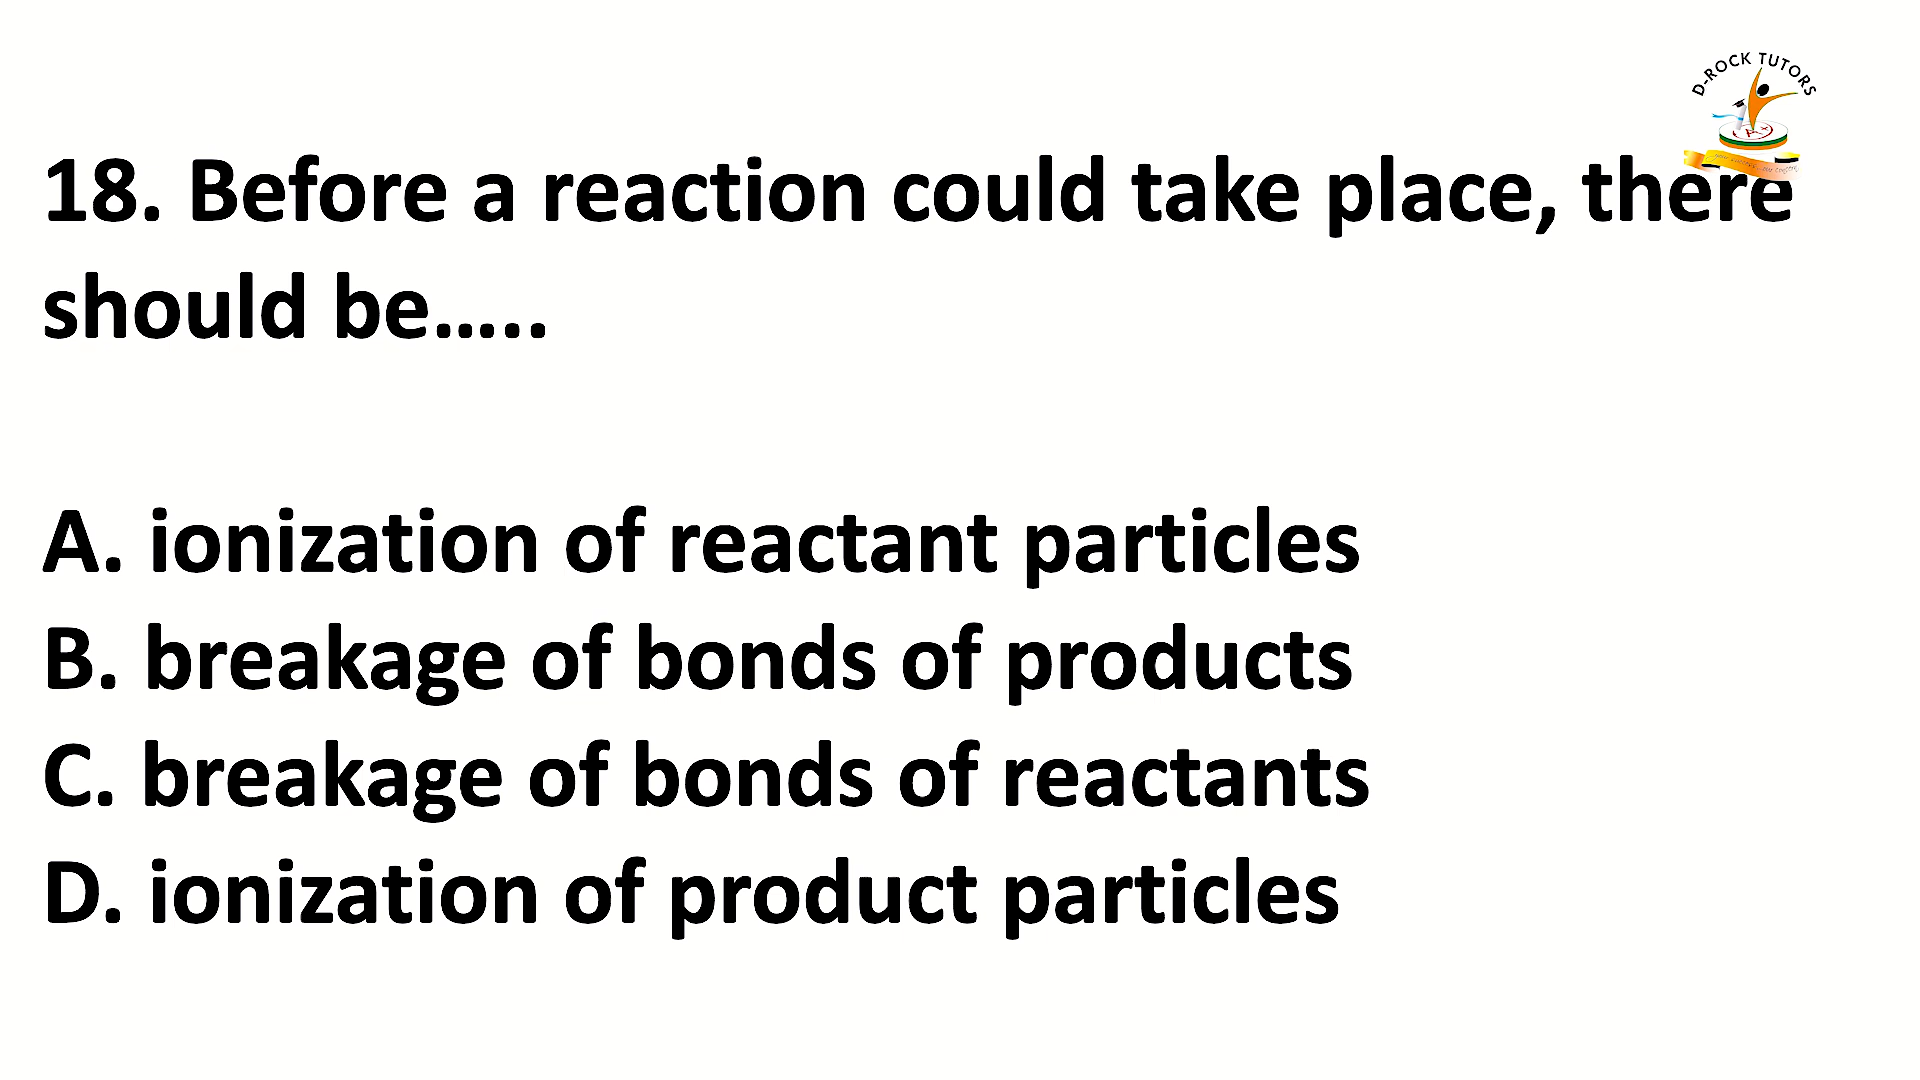 D-ROCK TUTORS
18. Before a reaction could take place, there
should be.....
A. ionization of reactant particles
B. breakage of bonds of products
C. breakage of bonds of reactants
D. ionization of product particles